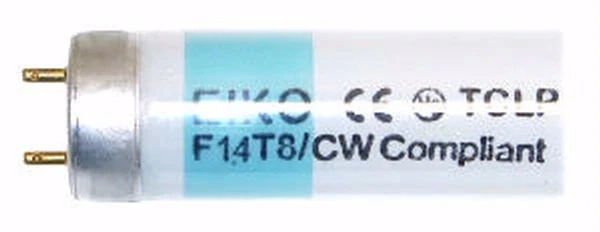 EIKO CE TCLP
F14T8/CW Compliant